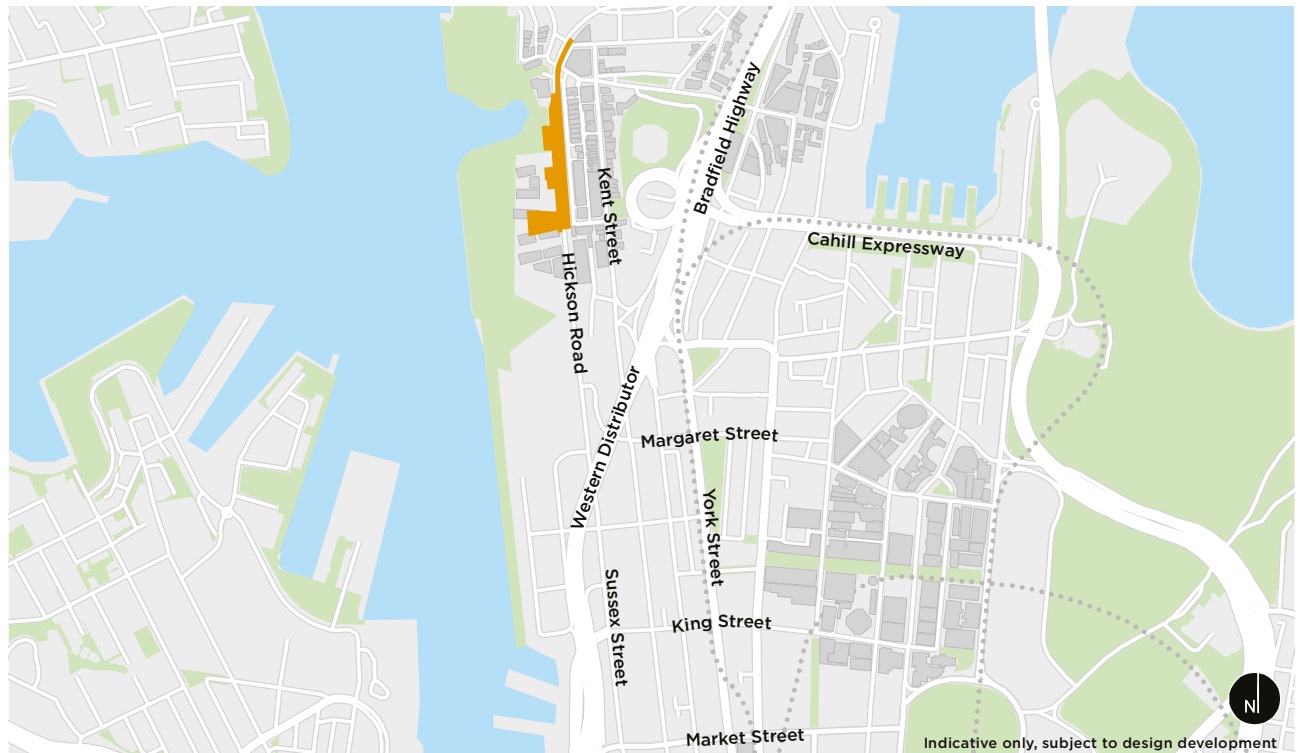 Bradfield Highway
Kent Street
Cahill Expressway
Hickson Road
Western Distributor
Margaret Street
York Street
Sussex Street
King Street
N
Market Street
Indicative only, subject to design development